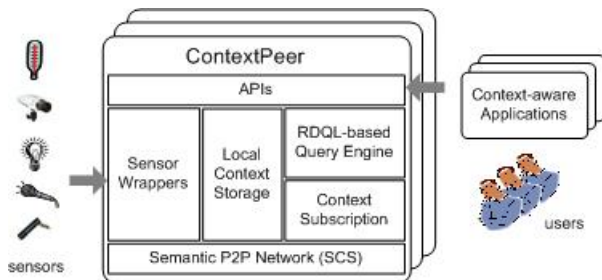 ContextPeer
APIs
Context-aware
Applications
Sensor
Wrappers
Local
Context
Storage
RDQL-based
Query Engine
Context
Subscription
Semantic P2P Network (SCS)
sensors
users